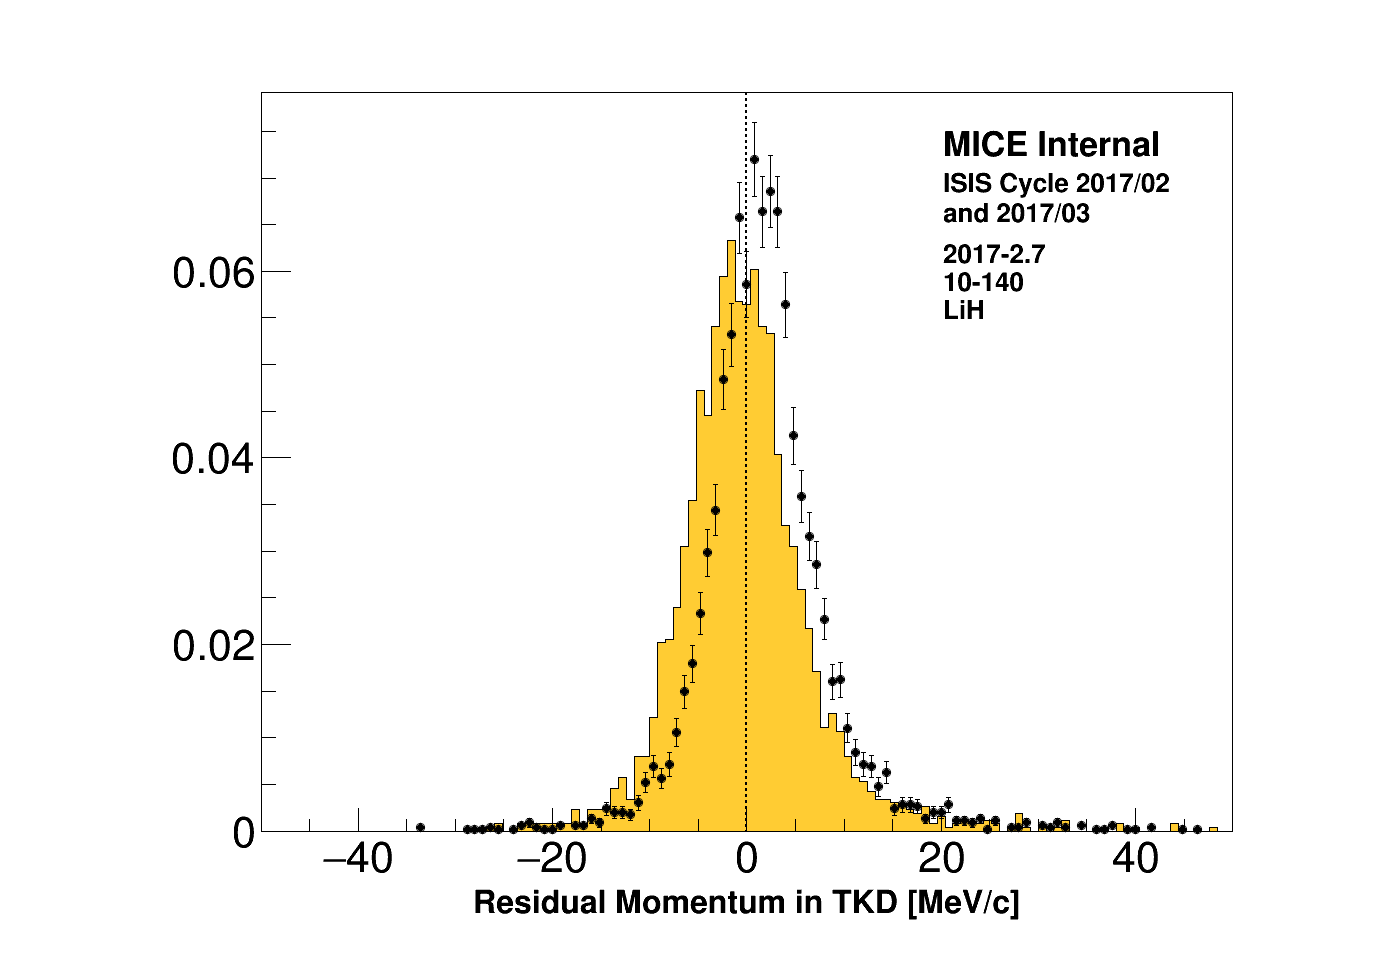 MICE Internal
ISIS Cycle 2017/02
and 2017/03
2017-2.7
10-140
LiH
0.06
0.04
0.02
0
−40 −20 0 20 40
Residual Momentum in TKD [MeV/c]